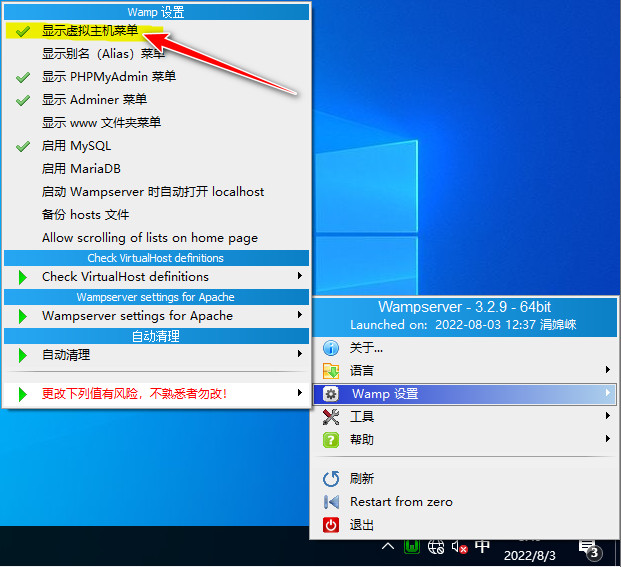 Wamp 设置
显示虚拟主机菜单
显示别名（Alias）菜单
显示 PHPMyAdmin 菜单
显示 Adminer 菜单
显示 www 文件夹菜单
启用 MySQL
启用 MariaDB
启动 Wampserver 时自动打开 localhost
备份 hosts 文件
Allow scrolling of lists on home page
Check VirtualHost definitions
Check VirtualHost definitions
Wampserver settings for Apache
Wampserver settings for Apache
自动清理
自动清理
更改下列值有风险，不熟悉者勿改！
Wampserver - 3.2.9 - 64bit
Launched on: 2022-08-03 12:37 涓嬪崍
关于...
语言
Wamp 设置
工具
帮助
刷新
Restart from zero
退出
中
2022/8/3
3